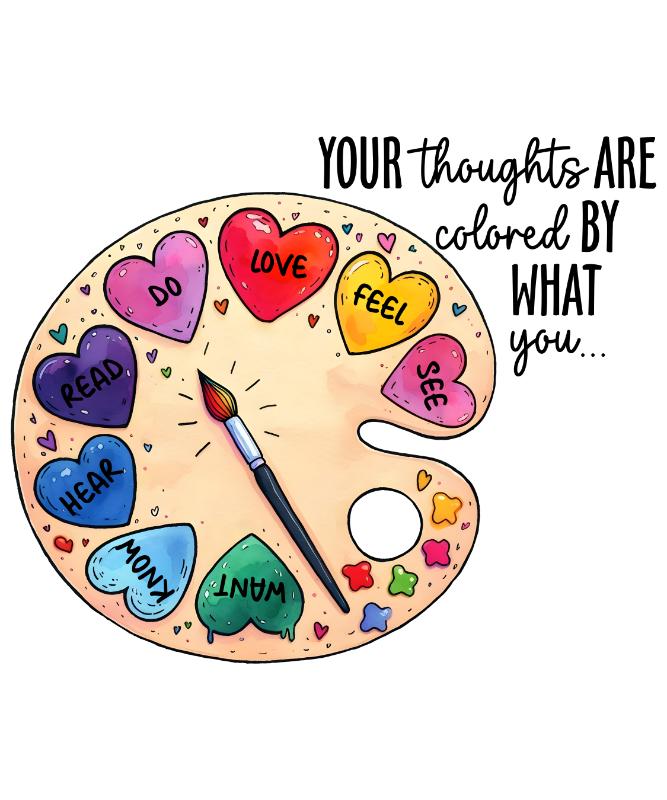 YOUR thoughts ARE
colored BY
WHAT
you...
LOVE
DO
FEEL
SEE
READ
HEAR
KNOW
WANT